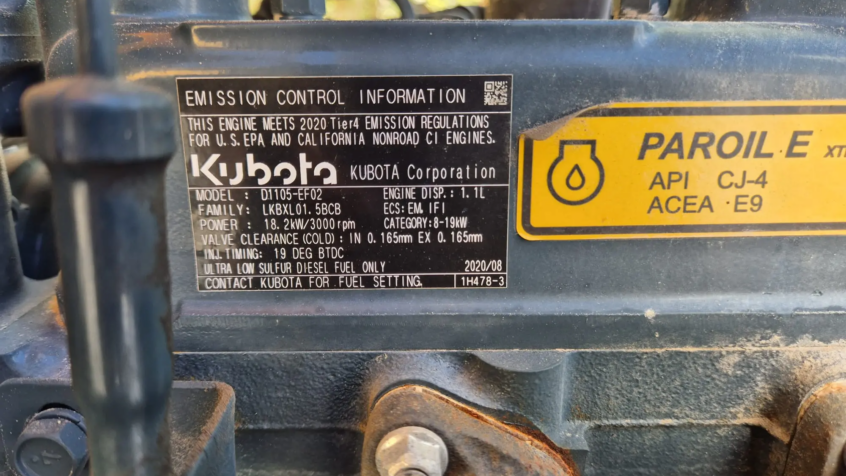 EMISSION CONTROL INFORMATION
THIS ENGINE MEETS 2020 Tier4 EMISSION REGULATIONS
FOR U.S. EPA AND CALIFORNIA NONROAD CI ENGINES.
Kubota KUBOTA Corporation
MODEL : D1105-EF02 ENGINE DISP.: 1.1L
FAMILY: LKBXL01.5BCB ECS: EM, IFI
POWER : 18.2kW/3000rpm CATEGORY:8-19kW
VALVE CLEARANCE (COLD) : IN 0.165mm EX 0.165mm
INJ. TIMING: 19 DEG BTDC
ULTRA LOW SULFUR DIESEL FUEL ONLY 2020/08
CONTACT KUBOTA FOR FUEL SETTING. 1H478-3
PAROIL E
API CJ-4
ACEA E9